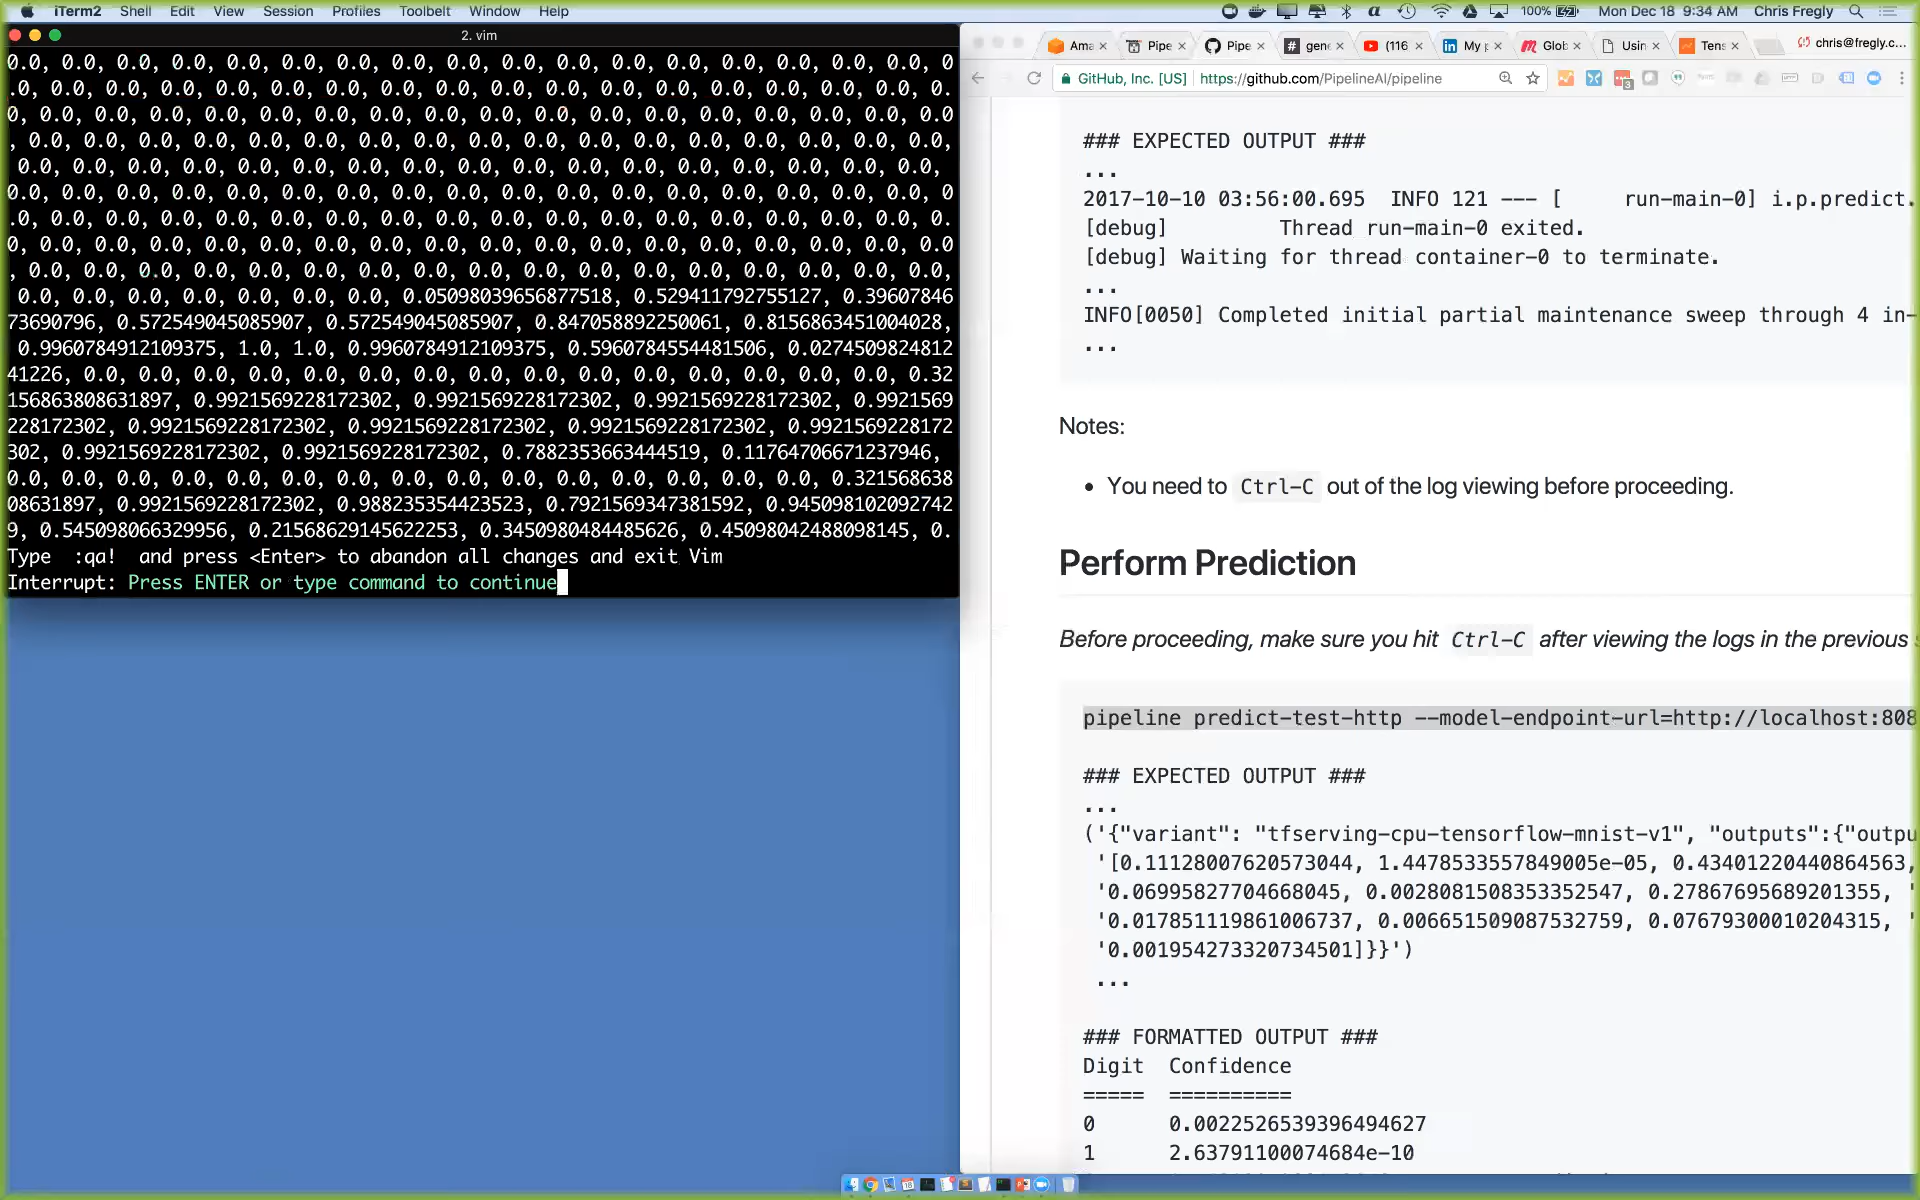 iTerm2 Shell Edit View Session Profiles Toolbelt Window Help 100% Mon Dec 18 9:34 AM Chris Fregly
2. vim
0.0, 0.0, 0.0, 0.0, 0.0, 0.0, 0.0, 0.0, 0.0, 0.0, 0.0, 0.0, 0.0, 0.0, 0.0, 0.0, 0.0, 0
.0, 0.0, 0.0, 0.0, 0.0, 0.0, 0.0, 0.0, 0.0, 0.0, 0.0, 0.0, 0.0, 0.0, 0.0, 0.0, 0.0, 0.
0, 0.0, 0.0, 0.0, 0.0, 0.0, 0.0, 0.0, 0.0, 0.0, 0.0, 0.0, 0.0, 0.0, 0.0, 0.0, 0.0, 0.0
, 0.0, 0.0, 0.0, 0.0, 0.0, 0.0, 0.0, 0.0, 0.0, 0.0, 0.0, 0.0, 0.0, 0.0, 0.0, 0.0, 0.0,
0.0, 0.0, 0.0, 0.0, 0.0, 0.0, 0.0, 0.0, 0.0, 0.0, 0.0, 0.0, 0.0, 0.0, 0.0, 0.0, 0.0,
0.0, 0.0, 0.0, 0.0, 0.0, 0.0, 0.0, 0.0, 0.0, 0.0, 0.0, 0.0, 0.0, 0.0, 0.0, 0.0, 0.0, 0
.0, 0.0, 0.0, 0.0, 0.0, 0.0, 0.0, 0.0, 0.0, 0.0, 0.0, 0.0, 0.0, 0.0, 0.0, 0.0, 0.0, 0.
0, 0.0, 0.0, 0.0, 0.0, 0.0, 0.0, 0.0, 0.0, 0.0, 0.0, 0.0, 0.0, 0.0, 0.0, 0.0, 0.0, 0.0
, 0.0, 0.0, 0.0, 0.0, 0.0, 0.0, 0.0, 0.0, 0.0, 0.0, 0.0, 0.0, 0.0, 0.0, 0.0, 0.0, 0.0,
0.0, 0.0, 0.0, 0.0, 0.0, 0.0, 0.0, 0.05098039656877518, 0.529411792755127, 0.39607846
73690796, 0.572549045085907, 0.572549045085907, 0.847058892250061, 0.8156863451004028,
0.9960784912109375, 1.0, 1.0, 0.9960784912109375, 0.5960784554481506, 0.0274509824812
41226, 0.0, 0.0, 0.0, 0.0, 0.0, 0.0, 0.0, 0.0, 0.0, 0.0, 0.0, 0.0, 0.0, 0.0, 0.0, 0.32
156863808631897, 0.9921569228172302, 0.9921569228172302, 0.9921569228172302, 0.9921569
228172302, 0.9921569228172302, 0.9921569228172302, 0.9921569228172302, 0.9921569228172
302, 0.9921569228172302, 0.9921569228172302, 0.7882353663444519, 0.11764706671237946,
0.0, 0.0, 0.0, 0.0, 0.0, 0.0, 0.0, 0.0, 0.0, 0.0, 0.0, 0.0, 0.0, 0.0, 0.0, 0.321568638
08631897, 0.9921569228172302, 0.988235354423523, 0.7921569347381592, 0.945098102092742
9, 0.545098066329956, 0.21568629145622253, 0.3450980484485626, 0.45098042488098145, 0.
Type :qa! and press <Enter> to abandon all changes and exit Vim
Interrupt: Press ENTER or type command to continue
Ama Pipe Pipe gene (116 My p Glob Usin Tens chris@fregly.c...
GitHub, Inc. [US] https://github.com/PipelineAI/pipeline
### EXPECTED OUTPUT ###
...
2017-10-10 03:56:00.695 INFO 121 --- [ run-main-0] i.p.predict.
[debug] Thread run-main-0 exited.
[debug] Waiting for thread container-0 to terminate.
...
INFO[0050] Completed initial partial maintenance sweep through 4 in-
...
Notes:
• You need to Ctrl-C out of the log viewing before proceeding.
Perform Prediction
Before proceeding, make sure you hit Ctrl-C after viewing the logs in the previous s
pipeline predict-test-http --model-endpoint-url=http://localhost:808
### EXPECTED OUTPUT ###
...
('{"variant": "tfserving-cpu-tensorflow-mnist-v1", "outputs":{"outpu
'[0.11128007620573044, 1.4478533557849005e-05, 0.43401220440864563,
'0.06995827704668045, 0.0028081508353352547, 0.27867695689201355, '
'0.017851119861006737, 0.006651509087532759, 0.07679300010204315, '
'0.001954273320734501]}}')
...
### FORMATTED OUTPUT ###
Digit Confidence
===== ==========
0 0.0022526539396494627
1 2.63791100074684e-10